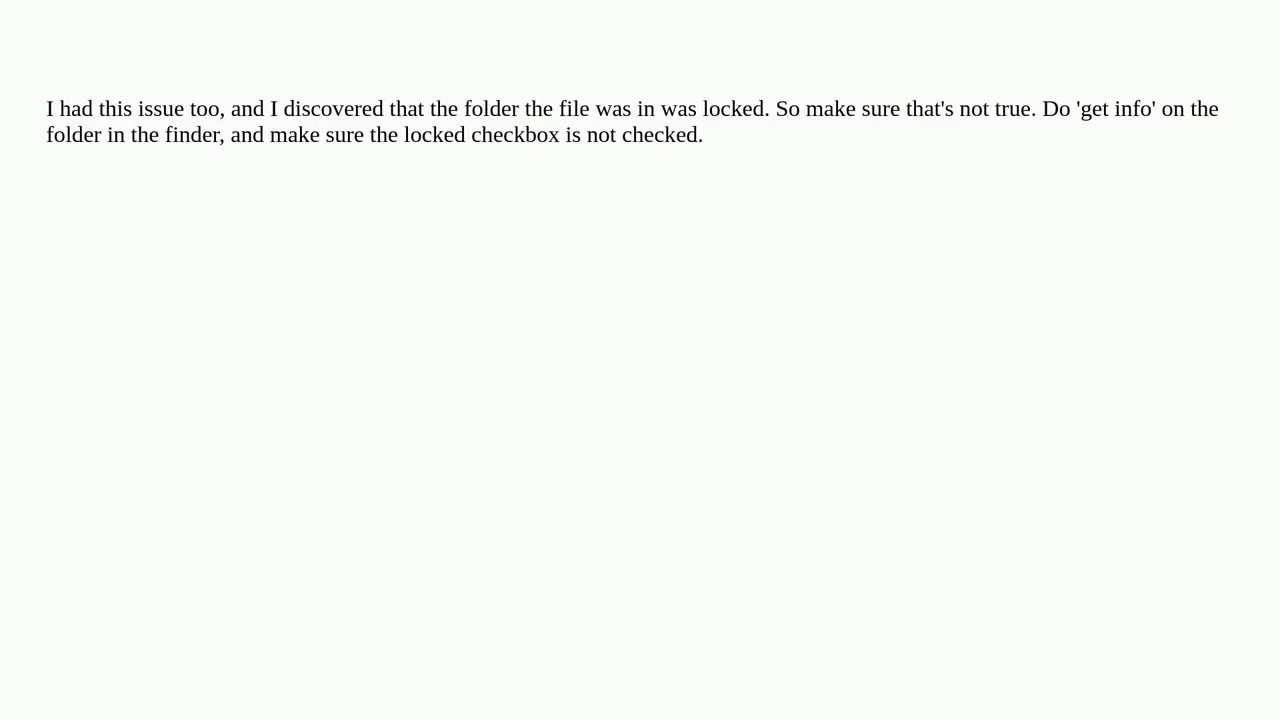 I had this issue too, and I discovered that the folder the file was in was locked. So make sure that's not true. Do 'get info' on the
folder in the finder, and make sure the locked checkbox is not checked.